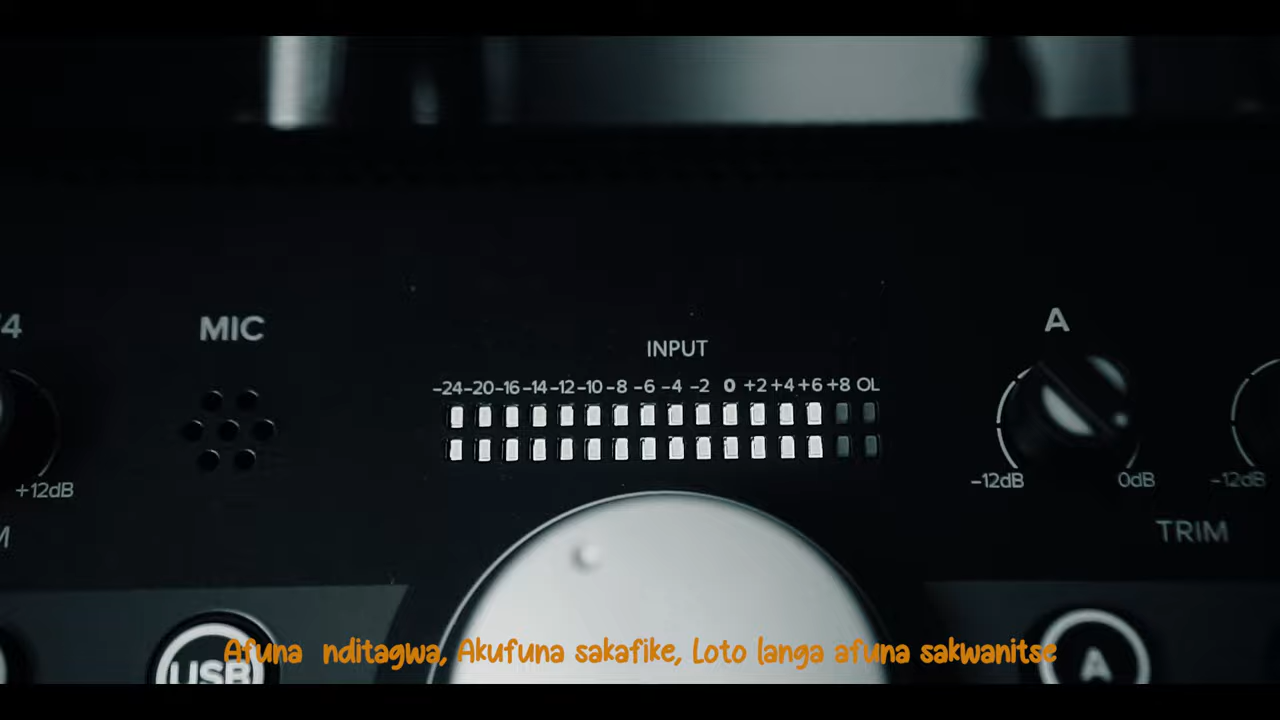 4
MIC
INPUT
A
-24 -20 -16 -14 -12 -10 -8 -6 -4 -2 0 +2 +4 +6 +8 OL
+12dB
-12dB
0dB
-12dB
M
TRIM
USB
A
Afuna nditagwa, Akufuna sakafike, Loto langa afuna sakwanitse